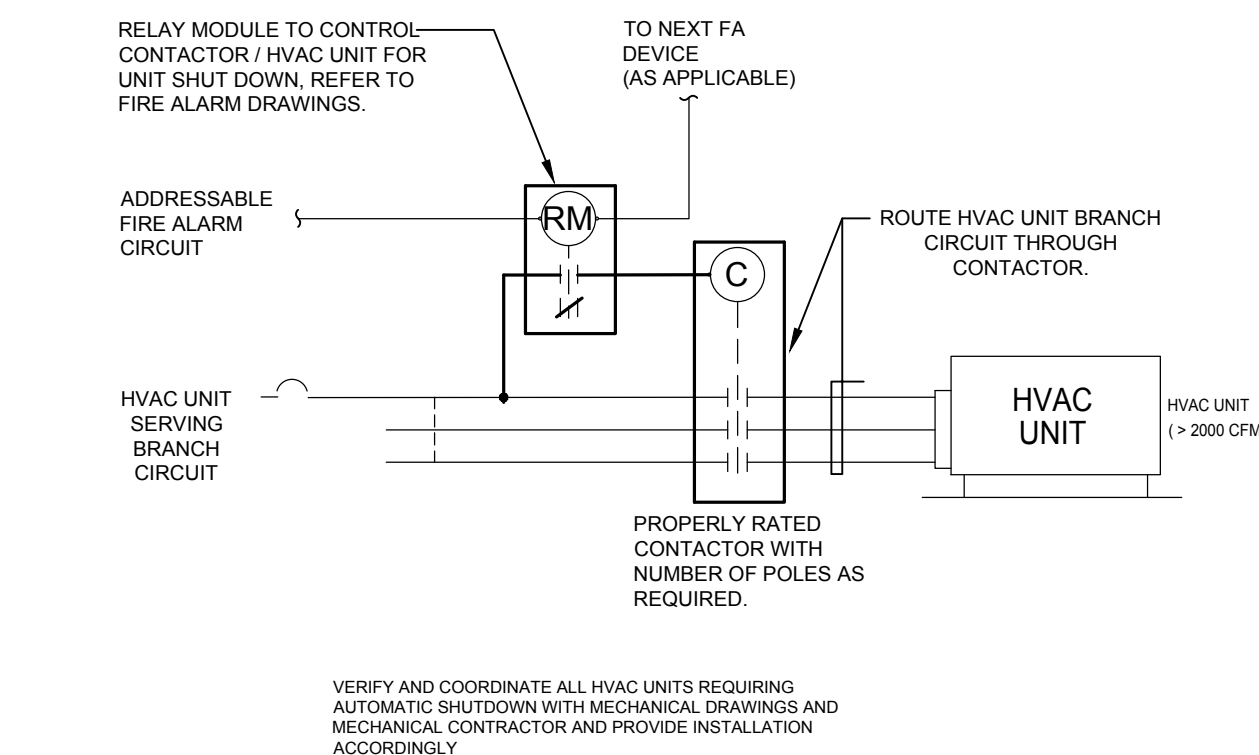 RELAY MODULE TO CONTROL
CONTACTOR / HVAC UNIT FOR
UNIT SHUT DOWN, REFER TO
FIRE ALARM DRAWINGS.
TO NEXT FA
DEVICE
(AS APPLICABLE)
ADDRESSABLE
FIRE ALARM
CIRCUIT
RM
C
ROUTE HVAC UNIT BRANCH
CIRCUIT THROUGH
CONTACTOR.
HVAC UNIT
SERVING
BRANCH
CIRCUIT
HVAC
UNIT
HVAC UNIT
( > 2000 CFM
PROPERLY RATED
CONTACTOR WITH
NUMBER OF POLES AS
REQUIRED.
VERIFY AND COORDINATE ALL HVAC UNITS REQUIRING
AUTOMATIC SHUTDOWN WITH MECHANICAL DRAWINGS AND
MECHANICAL CONTRACTOR AND PROVIDE INSTALLATION
ACCORDINGLY